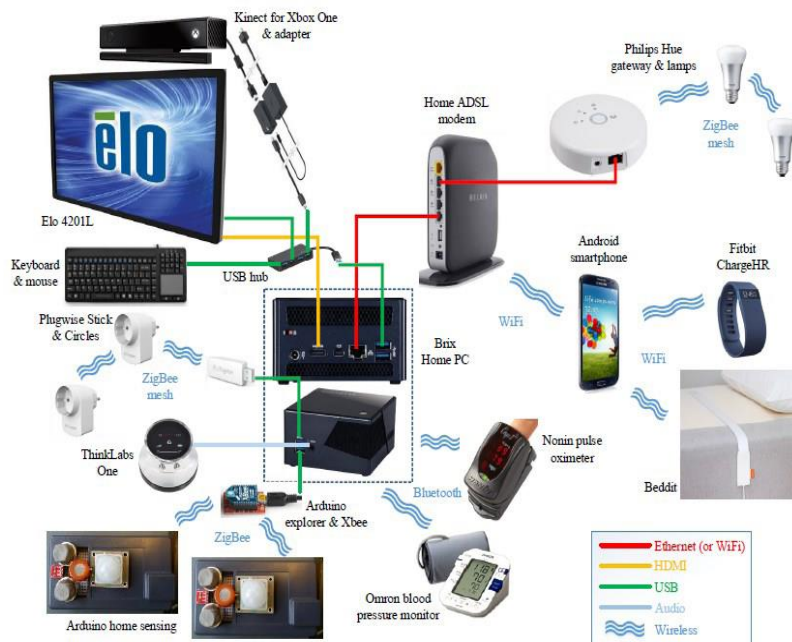 Kinect for Xbox One
& adapter
Philips Hue
gateway & lamps
Home ADSL
modem
ZigBee
mesh
elo
BELKIN
Elo 4201L
Android
smartphone
Fitbit
ChargeHR
Keyboard
& mouse
USB hub
WiFi
Plugwise Stick
& Circles
Brix
Home PC
WiFi
ZigBee
mesh
ThinkLabs
One
Nonin pulse
oximeter
Beddit
Bluetooth
Arduino
explorer & Xbee
ZigBee
Ethernet (or WiFi)
HDMI
USB
Audio
Wireless
Omron blood
pressure monitor
Arduino home sensing